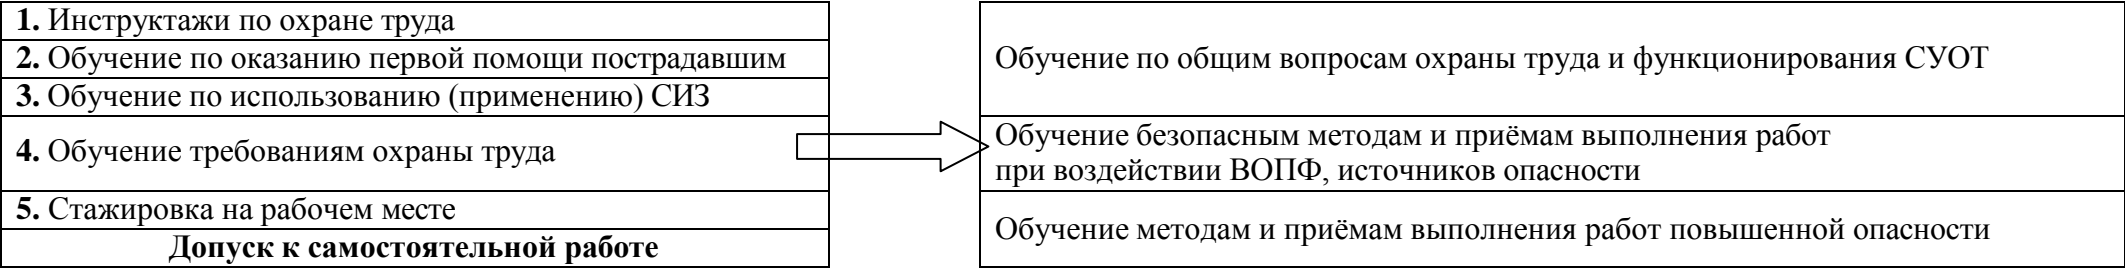 1. Инструктажи по охране труда
2. Обучение по оказанию первой помощи пострадавшим
3. Обучение по использованию (применению) СИЗ
4. Обучение требованиям охраны труда
5. Стажировка на рабочем месте
Допуск к самостоятельной работе
Обучение по общим вопросам охраны труда и функционирования СУОТ
Обучение безопасным методам и приёмам выполнения работ
при воздействии ВОПФ, источников опасности
Обучение методам и приёмам выполнения работ повышенной опасности